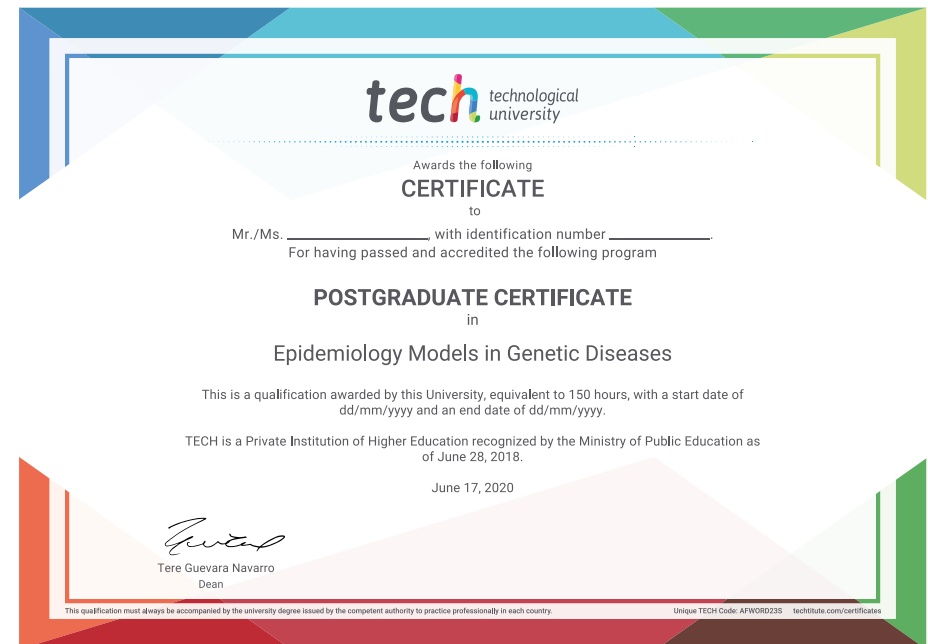 tech technological
university
Awards the following
CERTIFICATE
to
Mr./Ms. ____________________, with identification number ______________.
For having passed and accredited the following program
POSTGRADUATE CERTIFICATE
in
Epidemiology Models in Genetic Diseases
This is a qualification awarded by this University, equivalent to 150 hours, with a start date of
dd/mm/yyyy and an end date of dd/mm/yyyy.
TECH is a Private Institution of Higher Education recognized by the Ministry of Public Education as
of June 28, 2018.
June 17, 2020
Tere Guevara Navarro
Dean
This qualification must always be accompanied by the university degree issued by the competent authority to practice professionally in each country. Unique TECH Code: AFWORD23S techtitute.com/certificates